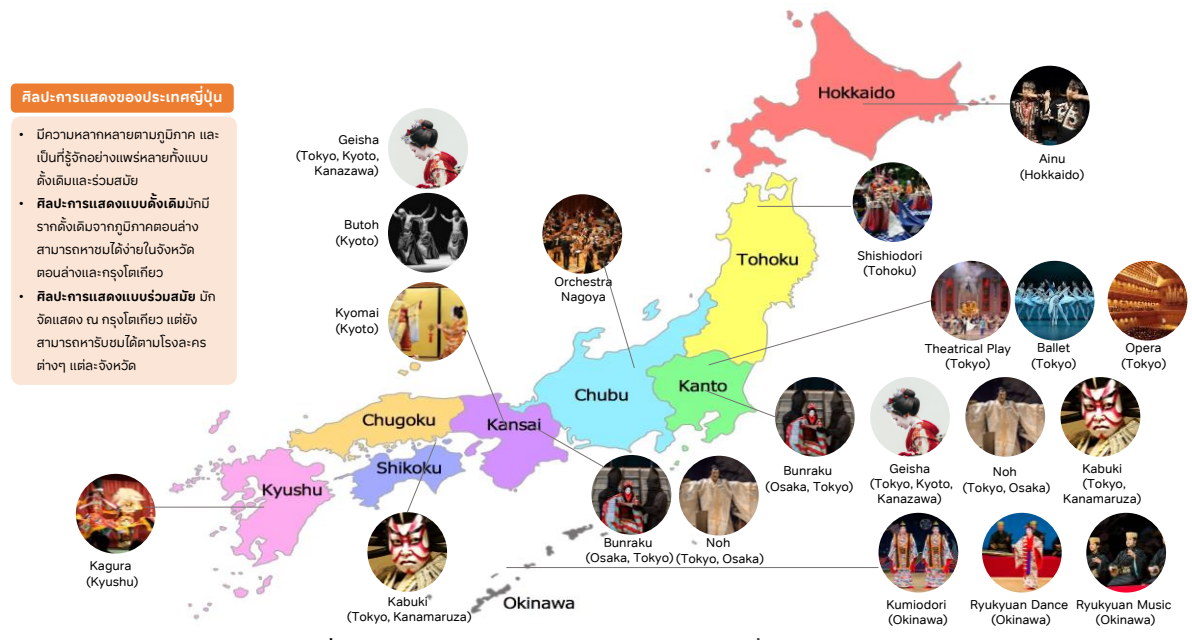 ศิลปะการแสดงของประเทศญี่ปุ่น
• มีความหลากหลายตามภูมิภาค และ
เป็นที่รู้จักอย่างแพร่หลายทั้งแบบ
ดั้งเดิมและร่วมสมัย
• ศิลปะการแสดงแบบดั้งเดิมมักมี
รากดั้งเดิมจากภูมิภาคตอนล่าง
สามารถหาชมได้ง่ายในจังหวัด
ตอนล่างและกรุงโตเกียว
• ศิลปะการแสดงแบบร่วมสมัย มัก
จัดแสดง ณ กรุงโตเกียว แต่ยัง
สามารถหารับชมได้ตามโรงละคร
ต่างๆ แต่ละจังหวัด
Geisha
(Tokyo, Kyoto,
Kanazawa)
Butoh
(Kyoto)
Kyomai
(Kyoto)
Orchestra
Nagoya
Hokkaido
Ainu
(Hokkaido)
Shishiodori
(Tohoku)
Tohoku
Theatrical Play
(Tokyo)
Ballet
(Tokyo)
Opera
(Tokyo)
Chubu
Kanto
Chugoku
Kansai
Shikoku
Kyushu
Bunraku
(Osaka, Tokyo)
Geisha
(Tokyo, Kyoto,
Kanazawa)
Noh
(Tokyo, Osaka)
Kabuki
(Tokyo,
Kanamaruza)
Kagura
(Kyushu)
Kabuki
(Tokyo, Kanamaruza)
Bunraku
(Osaka, Tokyo)
Noh
(Tokyo, Osaka)
Okinawa
Kumiodori
(Okinawa)
Ryukyuan Dance
(Okinawa)
Ryukyuan Music
(Okinawa)